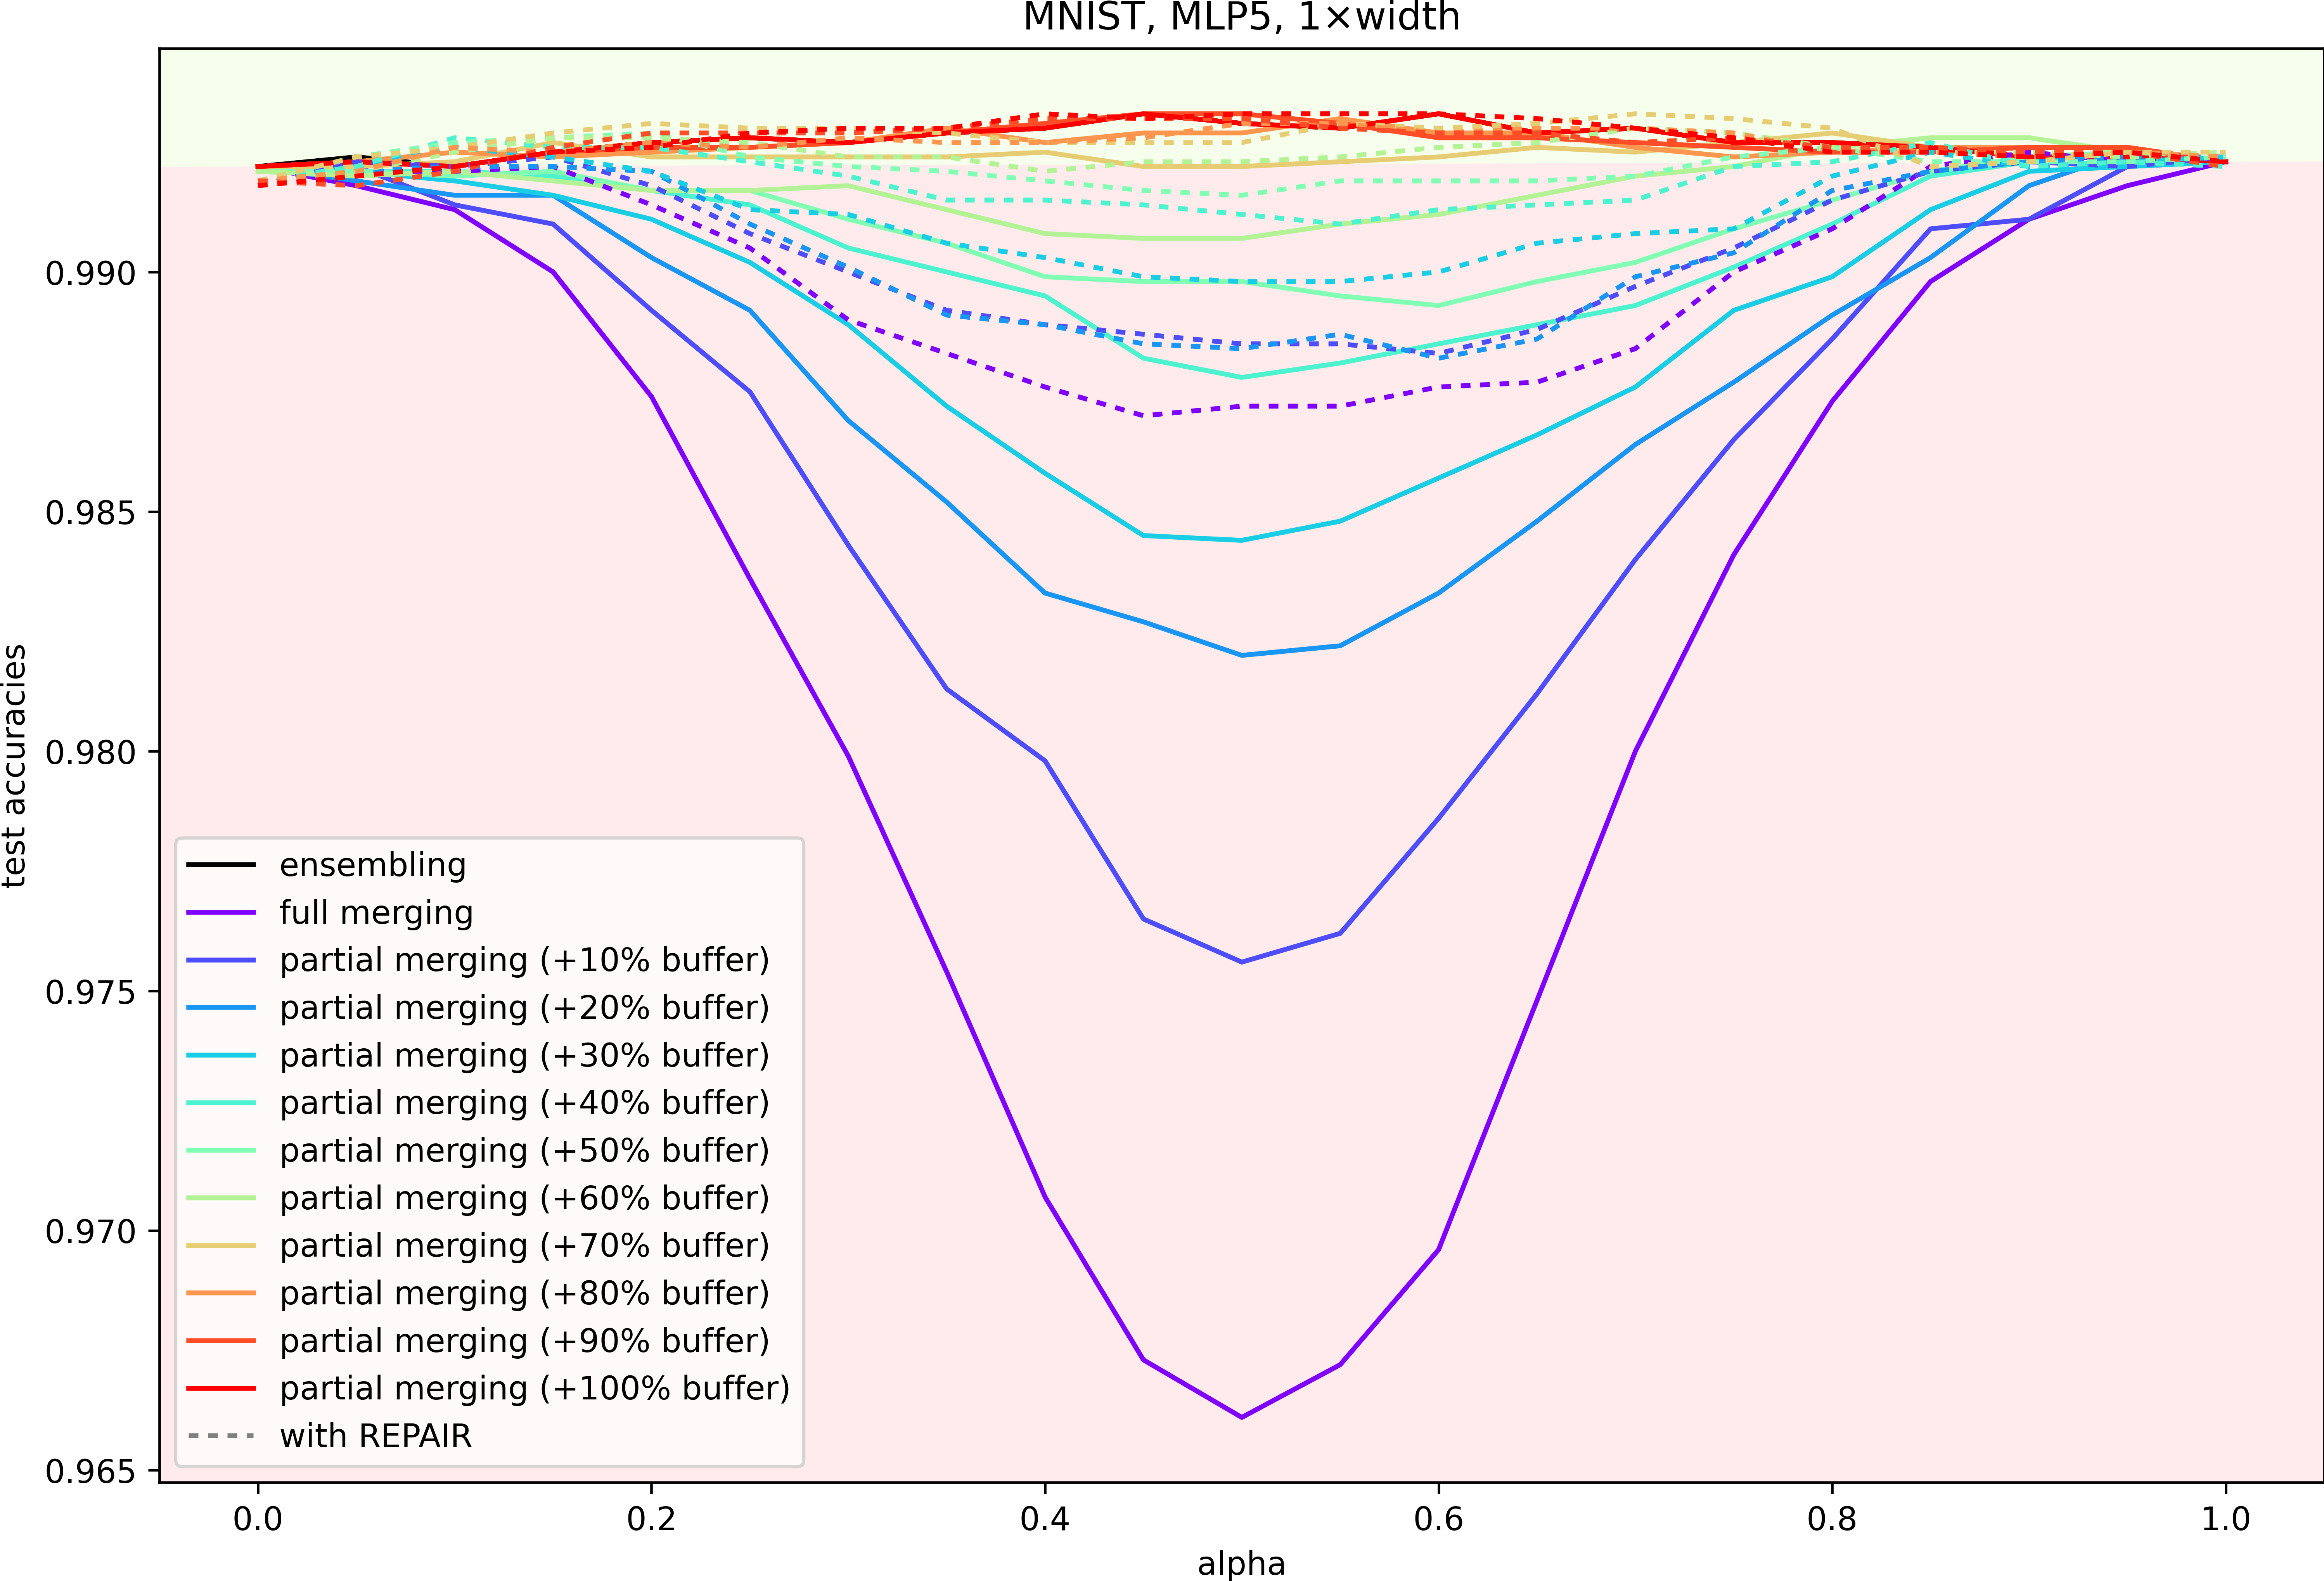 MNIST, MLP5, 1×width
test accuracies
0.990
0.985
0.980
0.975
0.970
0.965
ensembling
full merging
partial merging (+10% buffer)
partial merging (+20% buffer)
partial merging (+30% buffer)
partial merging (+40% buffer)
partial merging (+50% buffer)
partial merging (+60% buffer)
partial merging (+70% buffer)
partial merging (+80% buffer)
partial merging (+90% buffer)
partial merging (+100% buffer)
with REPAIR
0.0 0.2 0.4 0.6 0.8 1.0
alpha